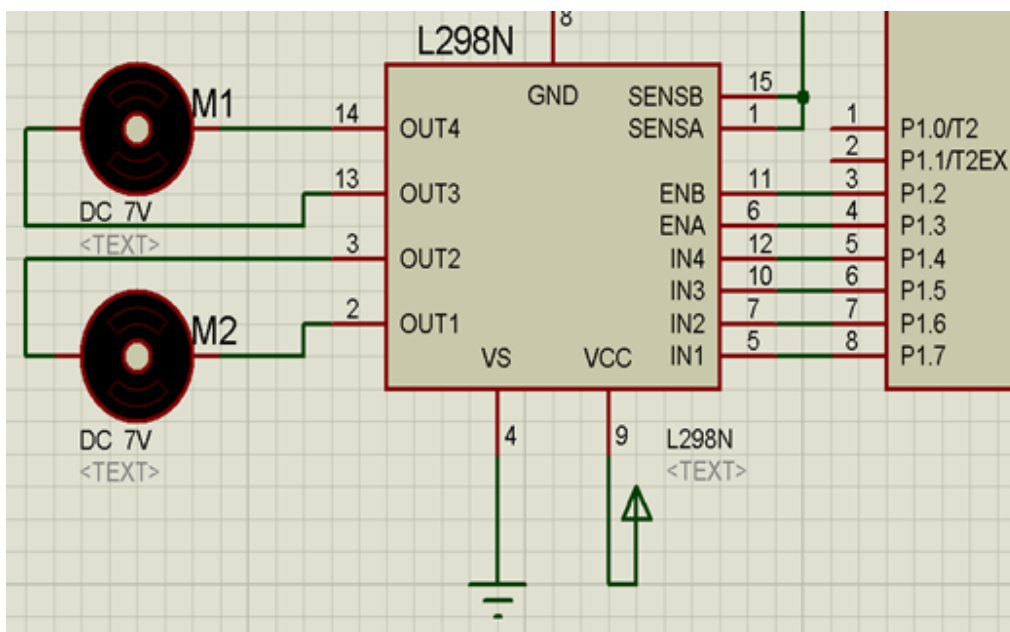 8
L298N
M1
14 OUT4
13 OUT3
3 OUT2
2 OUT1
DC 7V
<TEXT>
M2
DC 7V
<TEXT>
GND
SENSB 15
SENSA 1
ENB 11
ENA 6
IN4 12
IN3 10
IN2 7
IN1 5
VS
VCC
4
9
L298N
<TEXT>
1 P1.0/T2
2 P1.1/T2EX
3 P1.2
4 P1.3
5 P1.4
6 P1.5
7 P1.6
8 P1.7